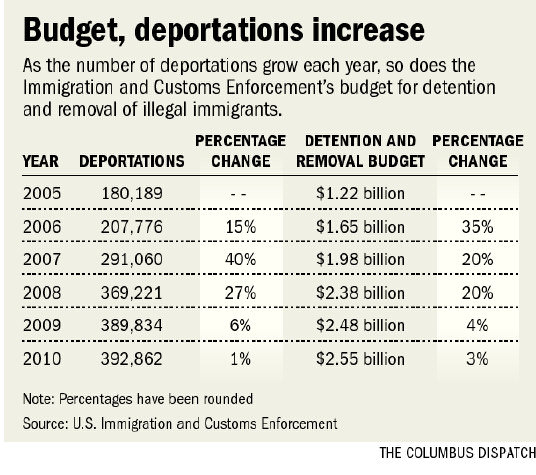 Budget, deportations increase
As the number of deportations grow each year, so does the
Immigration and Customs Enforcement's budget for detention
and removal of illegal immigrants.
PERCENTAGE DETENTION AND PERCENTAGE
YEAR DEPORTATIONS CHANGE REMOVAL BUDGET CHANGE
2005 180,189 - - $1.22 billion - -
2006 207,776 15% $1.65 billion 35%
2007 291,060 40% $1.98 billion 20%
2008 369,221 27% $2.38 billion 20%
2009 389,834 6% $2.48 billion 4%
2010 392,862 1% $2.55 billion 3%
Note: Percentages have been rounded
Source: U.S. Immigration and Customs Enforcement
THE COLUMBUS DISPATCH